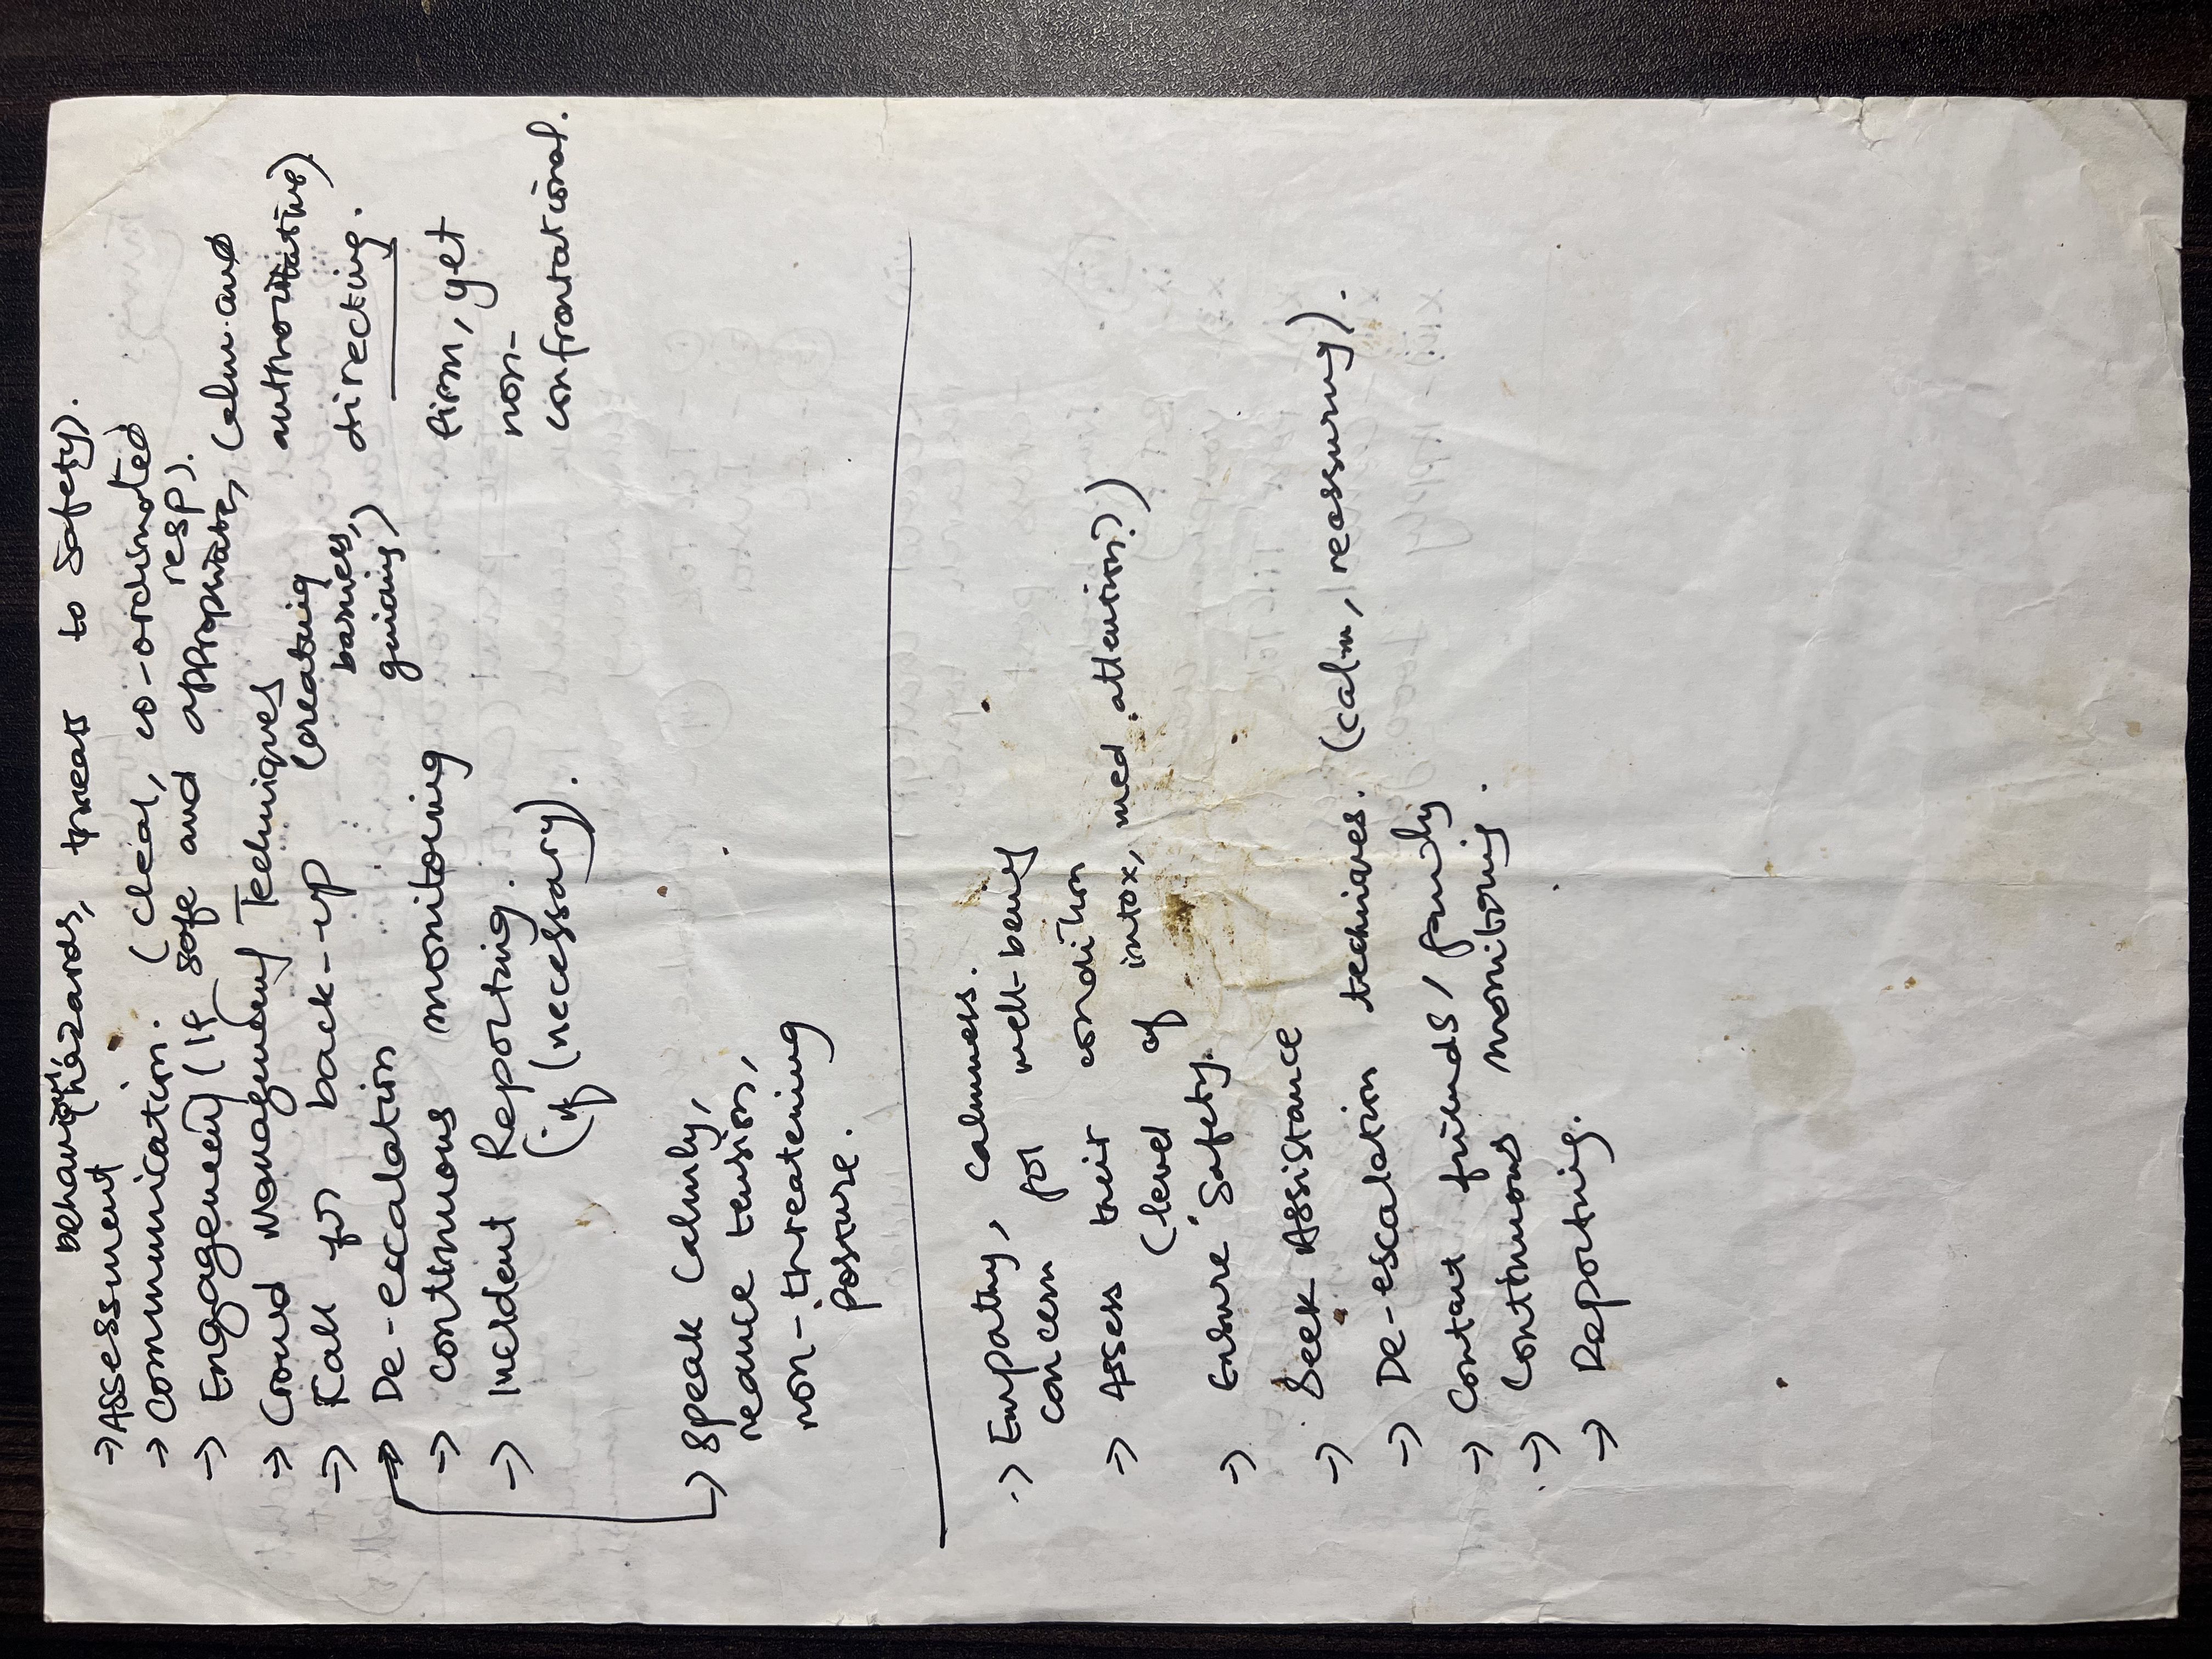 behaviour, hazards, threats to safety).
→ Assessment
→ Communication. (clear, co-ordinated resp).
→ Engagement (if safe and appropriate, calm and authoritative)
→ Crowd Management Techniques (creating barriers, guiding) directing.
→ Call for back-up
→ De-eccalation firm, yet non-confrontational.
→ continuous monitoring
→ Incident Reporting.
(if (necessary).
→ speak calmly,
reduce tension,
non-threatening
posture.
→ Empathy, calmness.
concern for well-being
→ Assess their condition
(level of intox, med attention?)
→ Ensure Safety.
→ Seek Assistance
→ De-escalation techniques. (calm, reassuring).
→ Contact friends / family
→ Continuous monitoring.
→ Reporting.